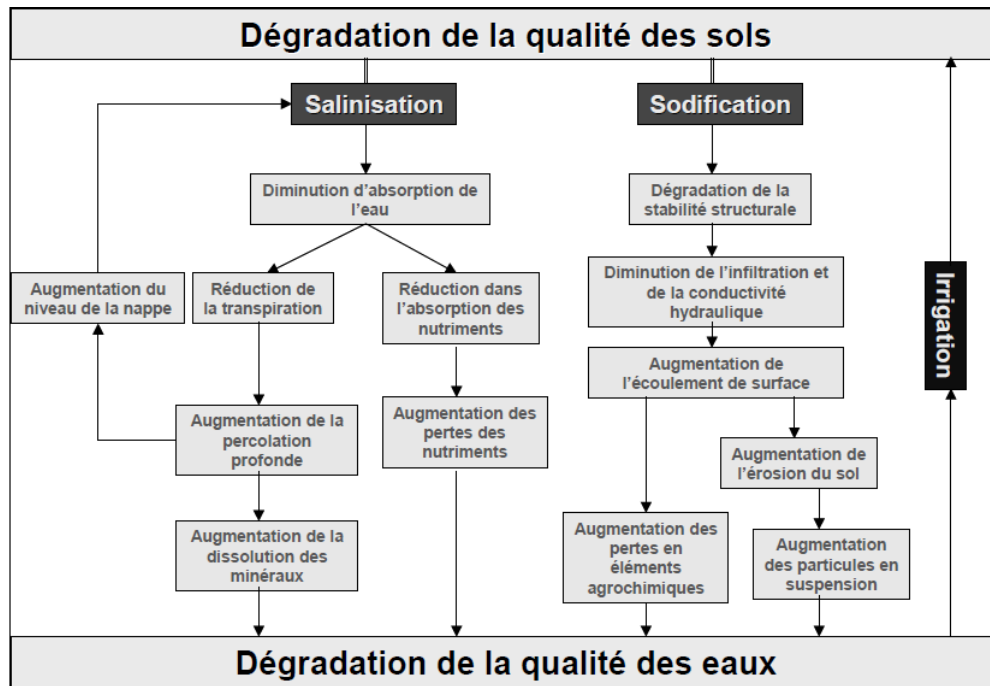 Dégradation de la qualité des sols
Salinisation
Sodification
Diminution d'absorption de
l'eau
Dégradation de la
stabilité structurale
Augmentation du
niveau de la nappe
Réduction de
la transpiration
Réduction dans
l'absorption des
nutriments
Diminution de l'infiltration et
de la conductivité
hydraulique
Irrigation
Augmentation de
l'écoulement de surface
Augmentation de la
percolation
profonde
Augmentation des
pertes des
nutriments
Augmentation de
l'érosion du sol
Augmentation de la
dissolution des
minéraux
Augmentation des
pertes en
éléments
agrochimiques
Augmentation
des particules en
suspension
Dégradation de la qualité des eaux